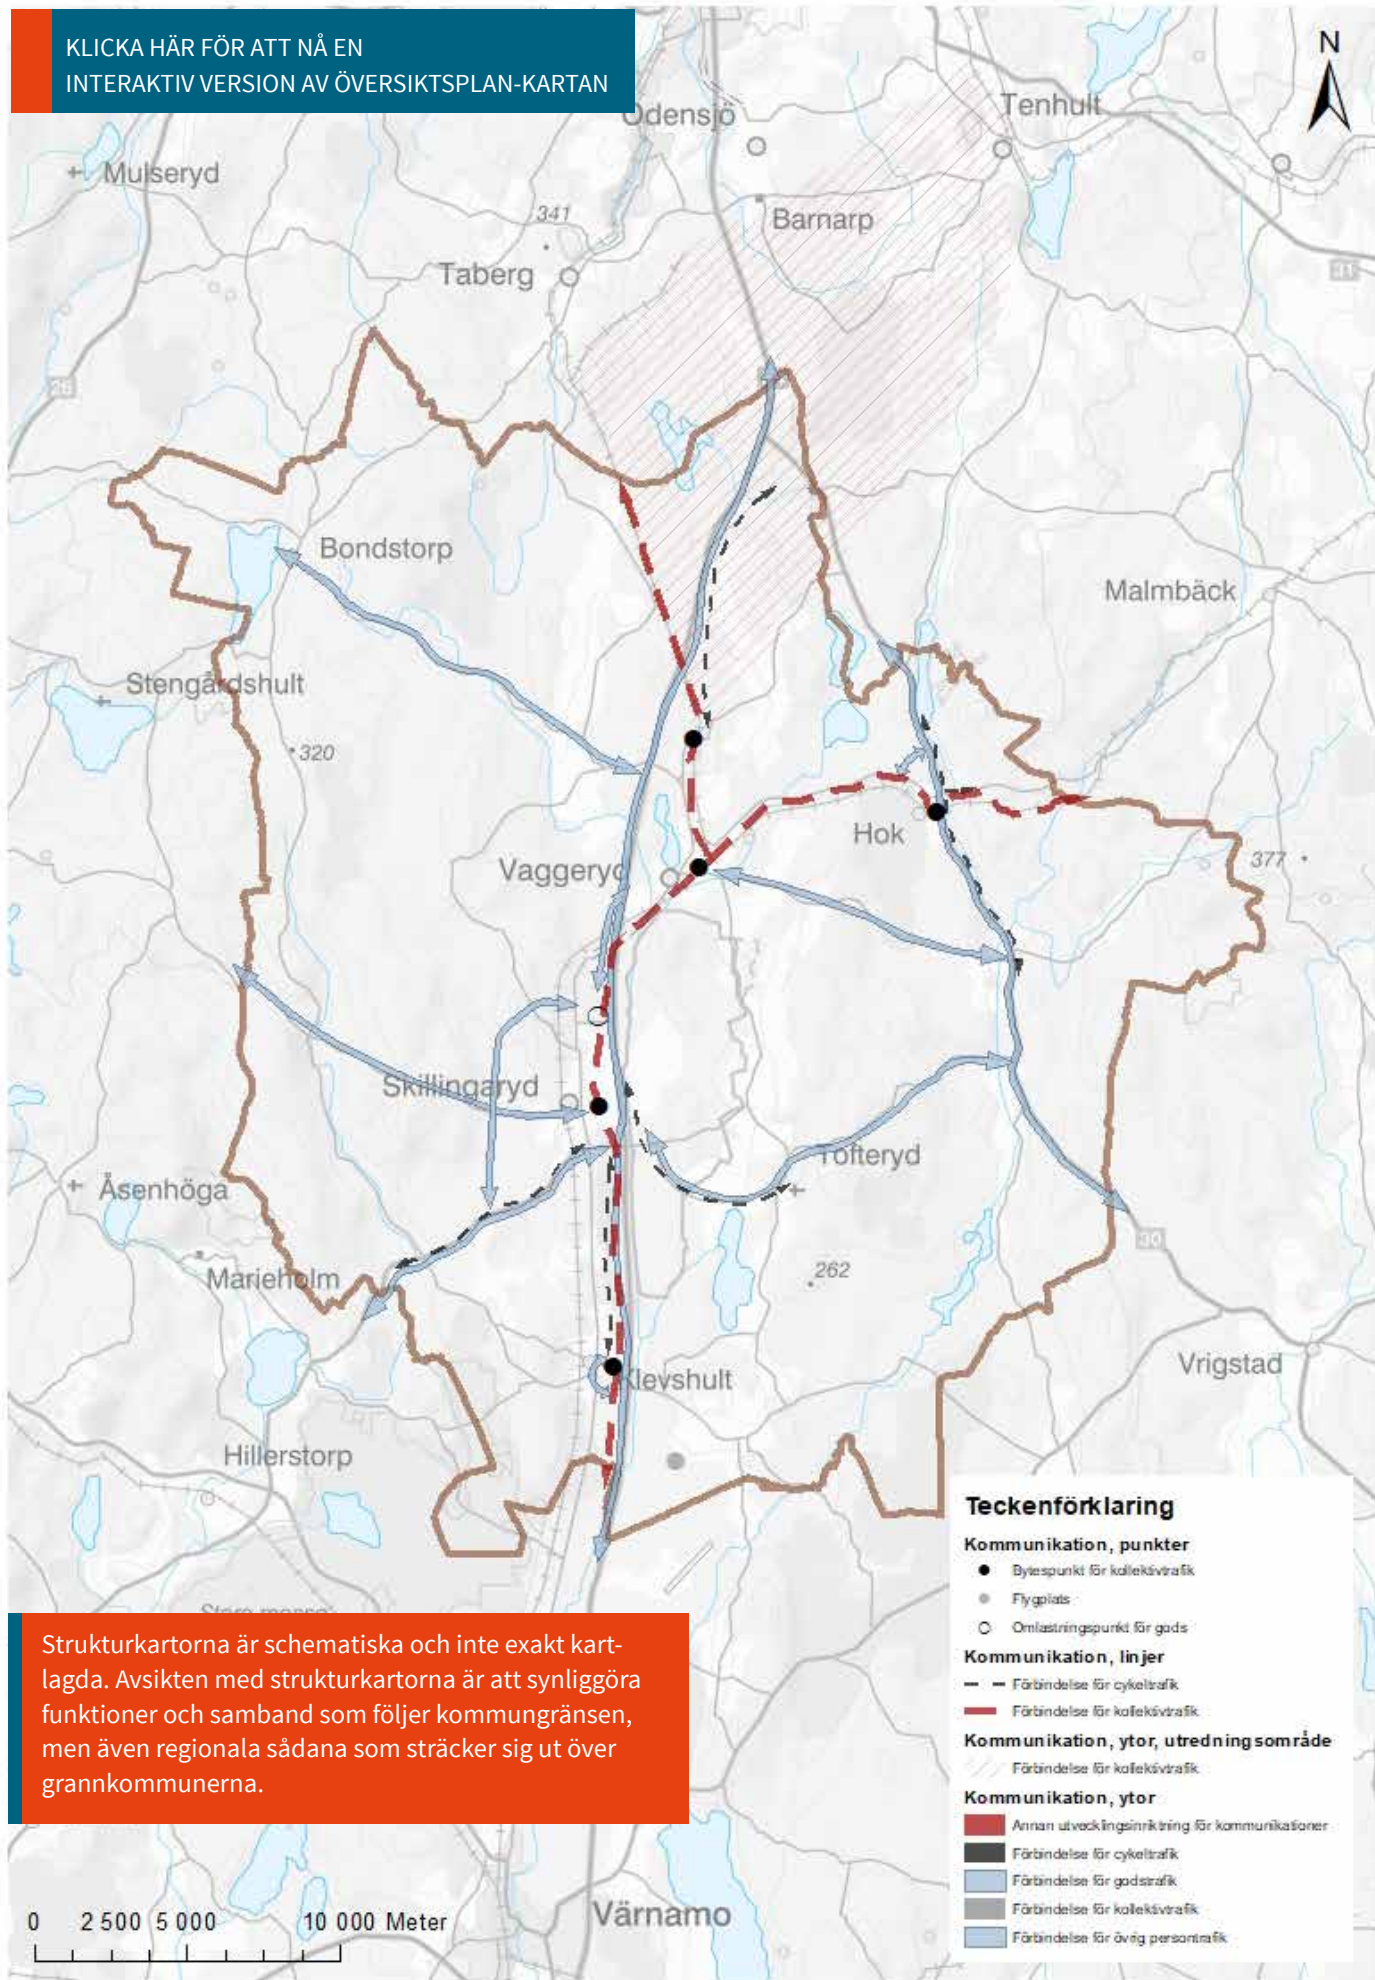 KLICKA HÄR FÖR ATT NÅ EN
INTERAKTIV VERSION AV ÖVERSIKTSPLAN-KARTAN
N
Odensjö
Tenhult
Mulseryd
341
Barnarp
Taberg
31
26
Bondstorp
Malmbäck
Stengårdshult
320
Hok
377
Vaggeryd
Skillingaryd
Tofteryd
Åsenhöga
30
262
Marieholm
Vrigstad
Klevshult
Hillerstorp
Store mosse
Teckenförklaring
Kommunikation, punkter
Bytespunkt för kollektivtrafik
Flygplats
Omlastningspunkt för gods
Kommunikation, linjer
Förbindelse för cykeltrafik
Förbindelse för kollektivtrafik
Kommunikation, ytor, utredningsområde
Förbindelse för kollektivtrafik
Kommunikation, ytor
Annan utvecklingsinriktning för kommunikationer
Förbindelse för cykeltrafik
Förbindelse för godstrafik
Förbindelse för kollektivtrafik
Förbindelse för övrig persontrafik
Strukturkartorna är schematiska och inte exakt kart-
lagda. Avsikten med strukturkartorna är att synliggöra
funktioner och samband som följer kommungränsen,
men även regionala sådana som sträcker sig ut över
grannkommunerna.
Värnamo
0 2 500 5 000 10 000 Meter